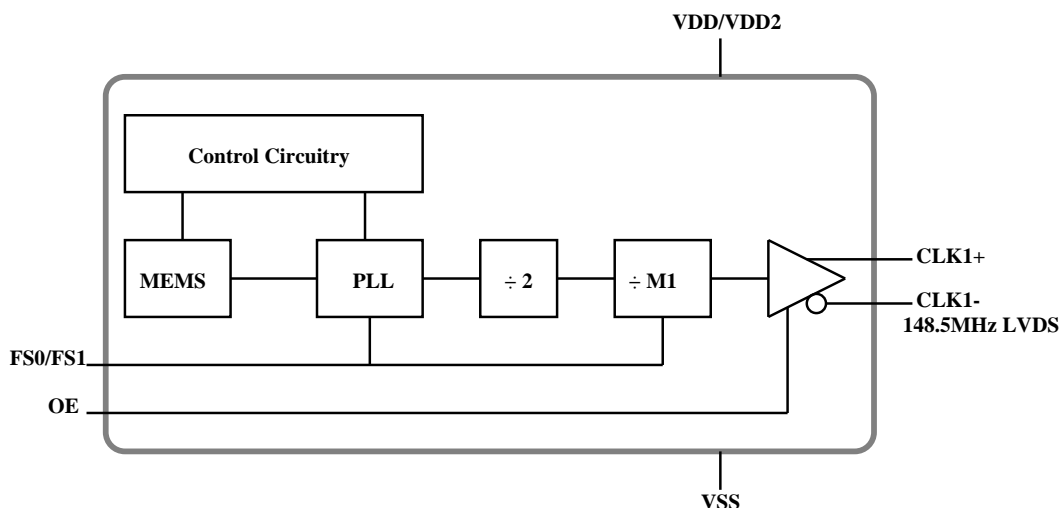 VDD/VDD2
Control Circuitry
MEMS
PLL
÷ 2
÷ M1
CLK1+
CLK1-
148.5MHz LVDS
FS0/FS1
OE
VSS